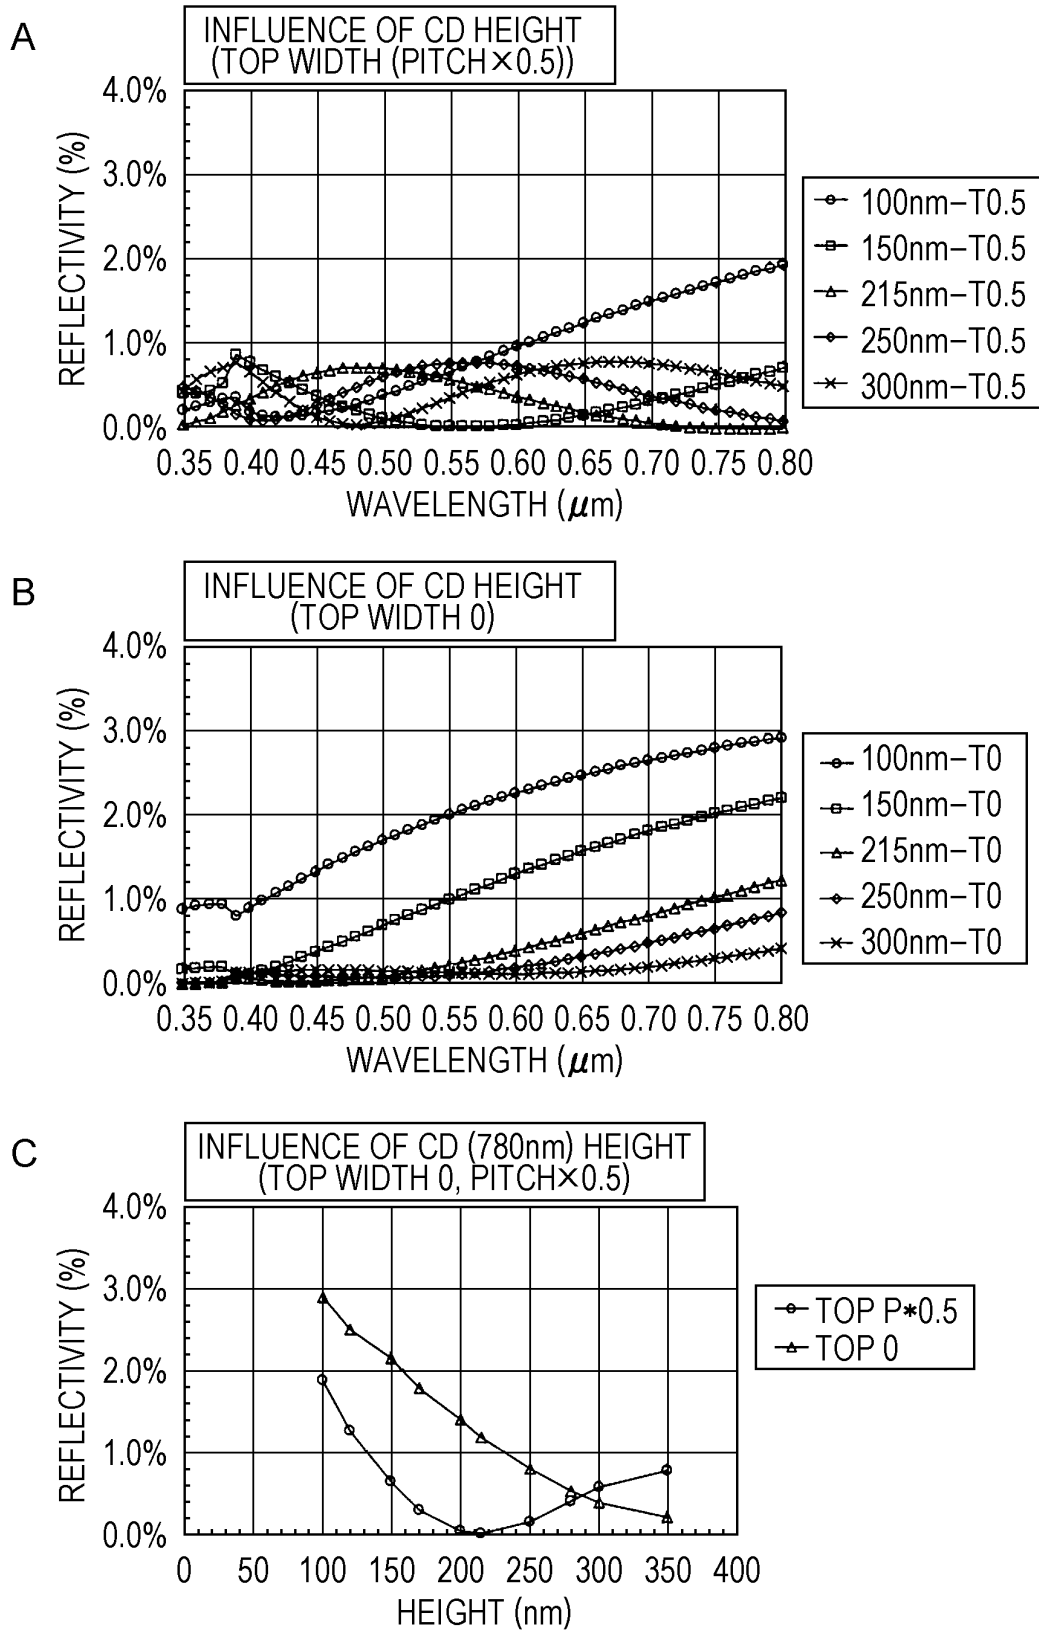 A
INFLUENCE OF CD HEIGHT
(TOP WIDTH (PITCH×0.5))
4.0%
3.0%
2.0%
1.0%
0.0%
REFLECTIVITY (%)
0.35 0.40 0.45 0.50 0.55 0.60 0.65 0.70 0.75 0.80
WAVELENGTH (μm)
100nm–T0.5
150nm–T0.5
215nm–T0.5
250nm–T0.5
300nm–T0.5
B
INFLUENCE OF CD HEIGHT
(TOP WIDTH 0)
4.0%
3.0%
2.0%
1.0%
0.0%
REFLECTIVITY (%)
0.35 0.40 0.45 0.50 0.55 0.60 0.65 0.70 0.75 0.80
WAVELENGTH (μm)
100nm–T0
150nm–T0
215nm–T0
250nm–T0
300nm–T0
C
INFLUENCE OF CD (780nm) HEIGHT
(TOP WIDTH 0, PITCH×0.5)
4.0%
3.0%
2.0%
1.0%
0.0%
REFLECTIVITY (%)
0 50 100 150 200 250 300 350 400
HEIGHT (nm)
TOP P*0.5
TOP 0